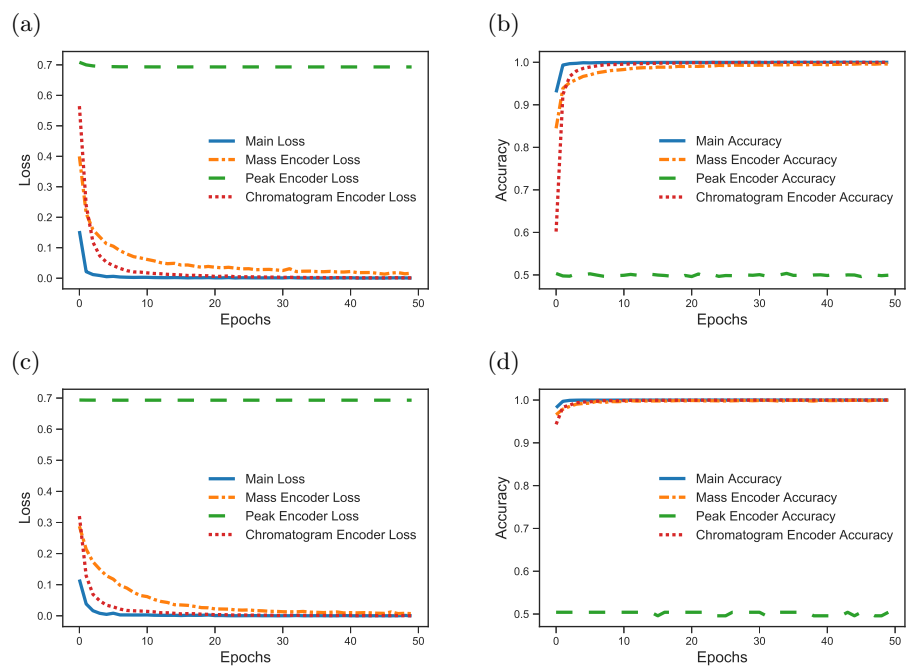 (a)
0.7
0.6
0.5
0.4
0.3
0.2
0.1
0.0
Loss
Main Loss
Mass Encoder Loss
Peak Encoder Loss
Chromatogram Encoder Loss
0 10 20 30 40 50
Epochs
(b)
1.0
0.9
0.8
0.7
0.6
0.5
Accuracy
Main Accuracy
Mass Encoder Accuracy
Peak Encoder Accuracy
Chromatogram Encoder Accuracy
0 10 20 30 40 50
Epochs
(c)
0.7
0.6
0.5
0.4
0.3
0.2
0.1
0.0
Loss
Main Loss
Mass Encoder Loss
Peak Encoder Loss
Chromatogram Encoder Loss
0 10 20 30 40 50
Epochs
(d)
1.0
0.9
0.8
0.7
0.6
0.5
Accuracy
Main Accuracy
Mass Encoder Accuracy
Peak Encoder Accuracy
Chromatogram Encoder Accuracy
0 10 20 30 40 50
Epochs